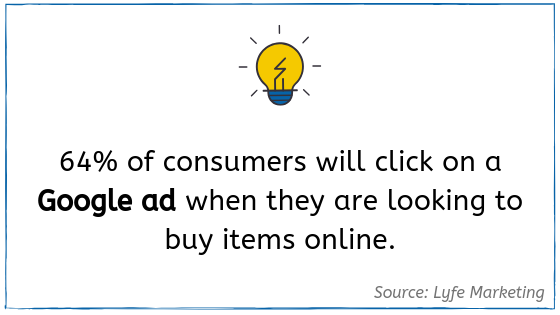 64% of consumers will click on a
Google ad when they are looking to
buy items online.
Source: Lyfe Marketing